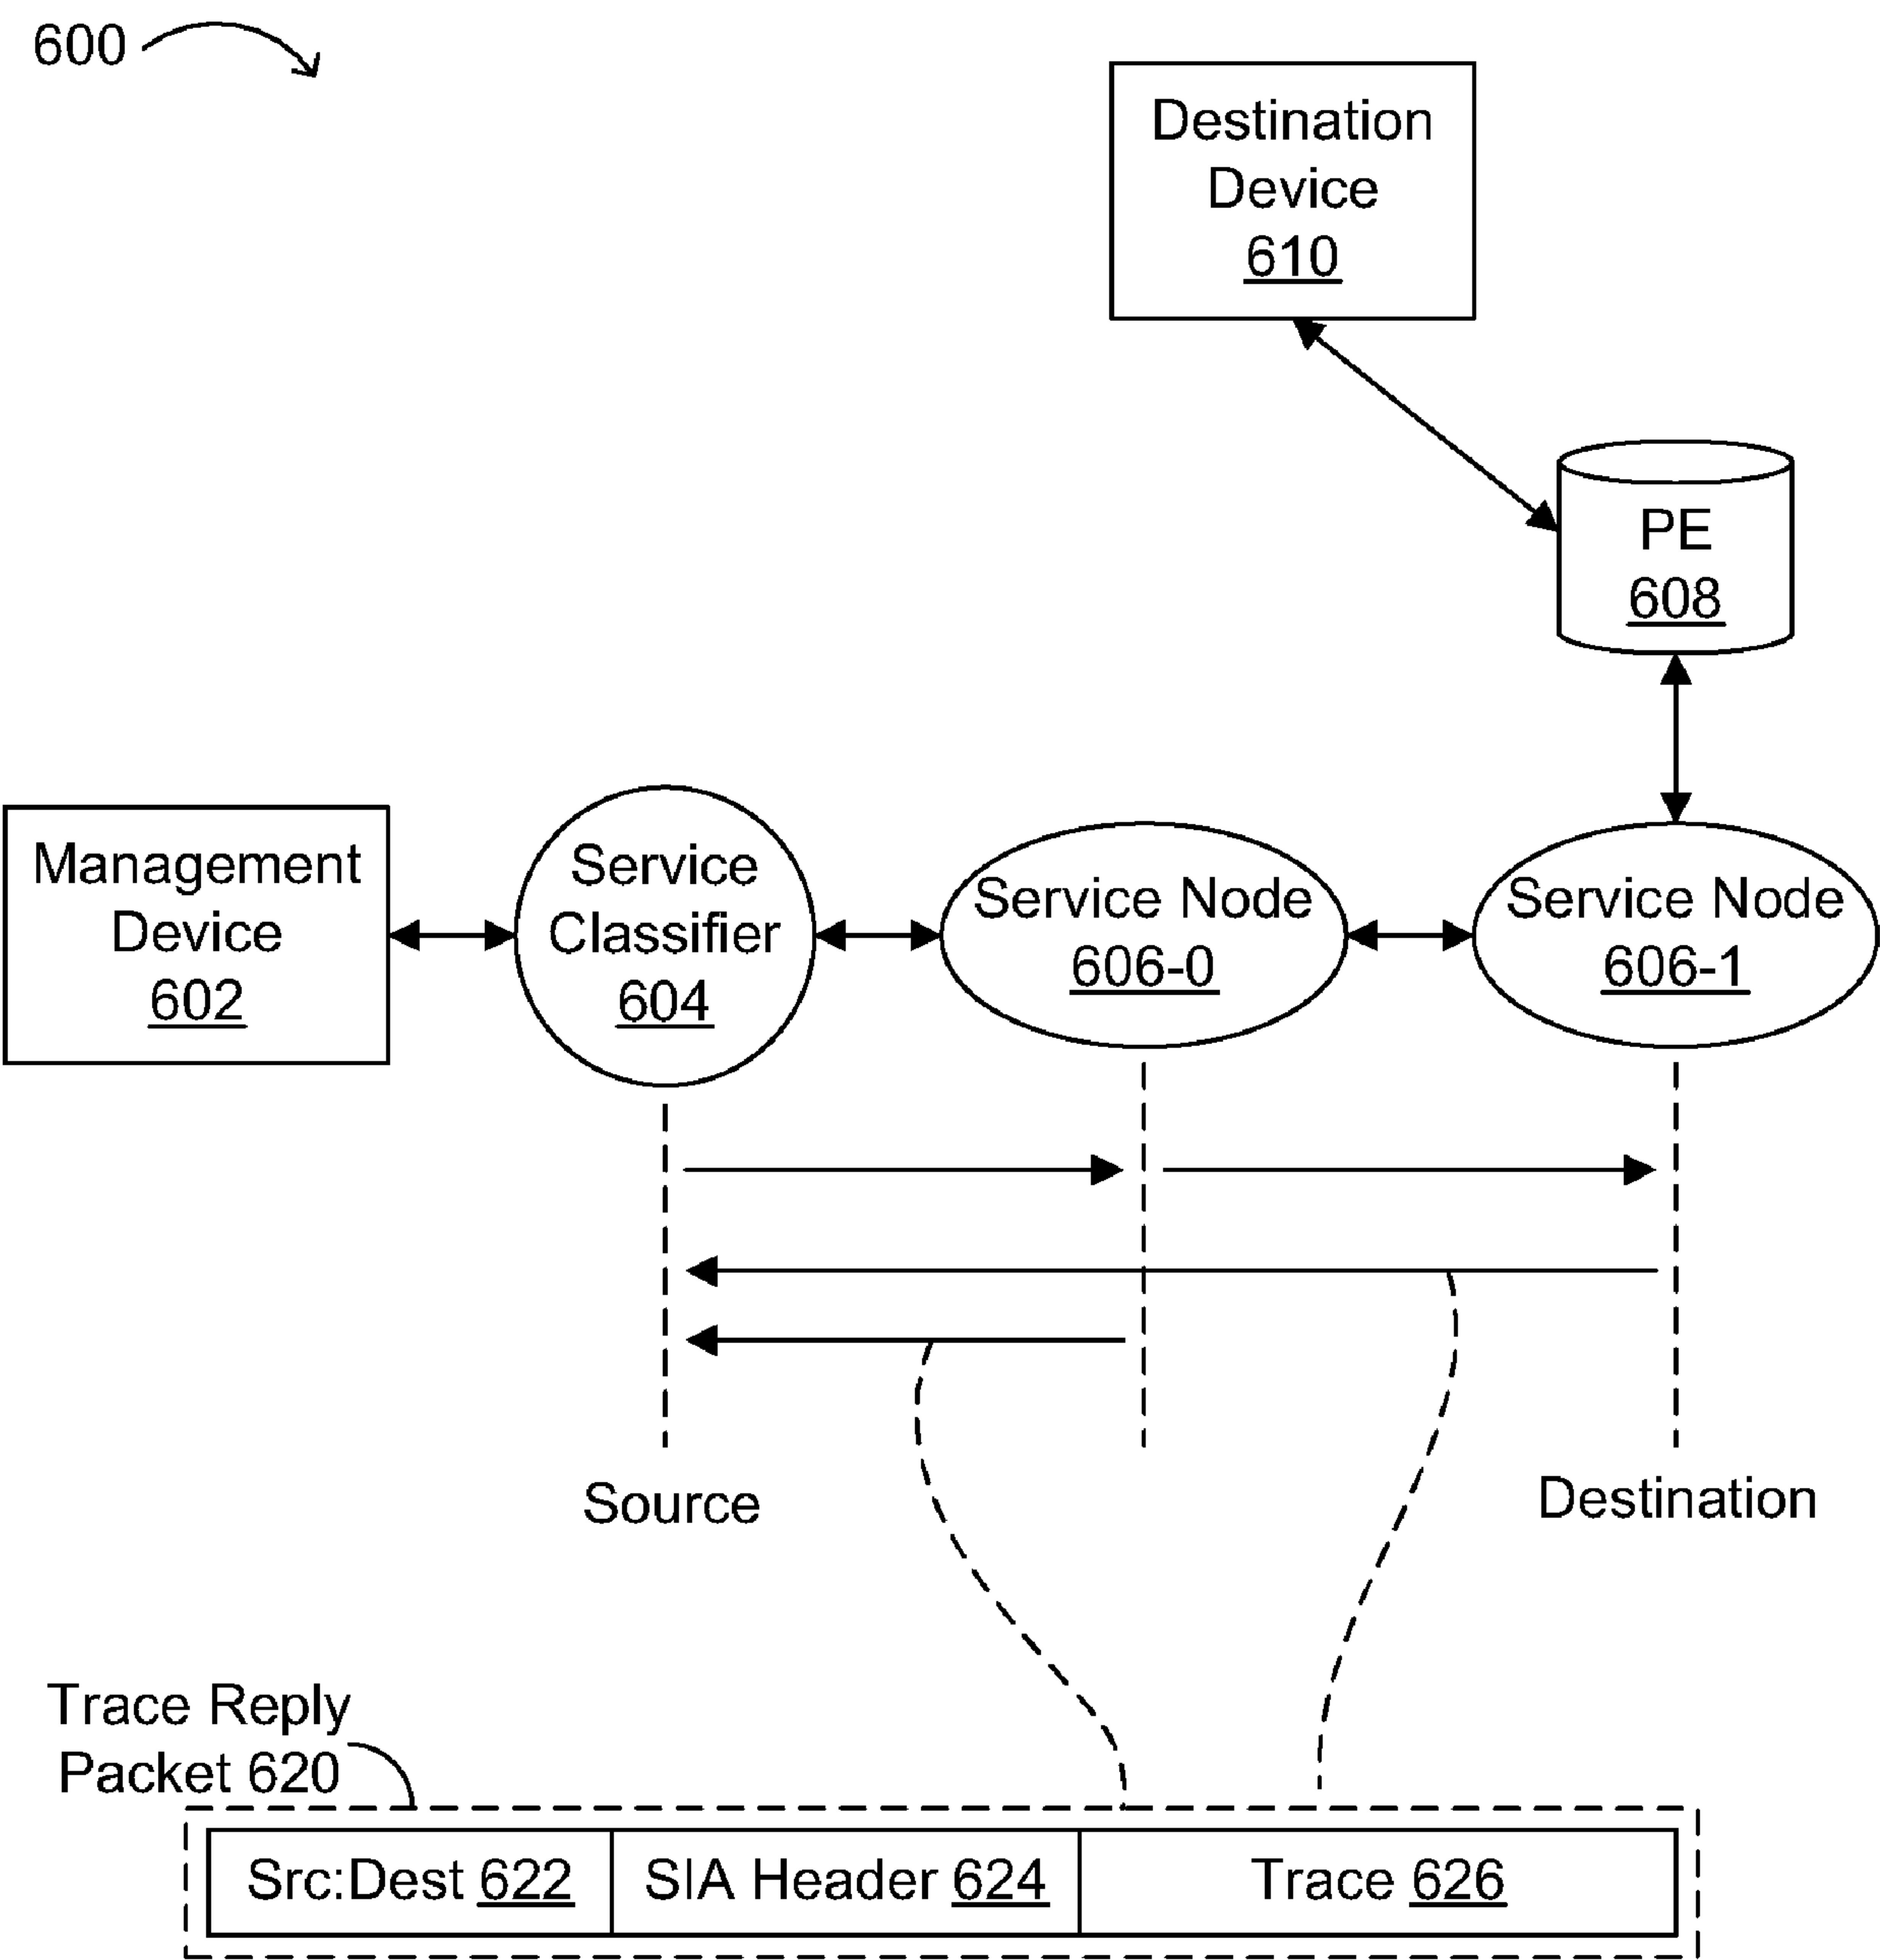 600
Destination
Device
610
PE
608
Management
Device
602
Service
Classifier
604
Service Node
606-0
Service Node
606-1
Source
Destination
Trace Reply
Packet 620
Src:Dest 622
SIA Header 624
Trace 626